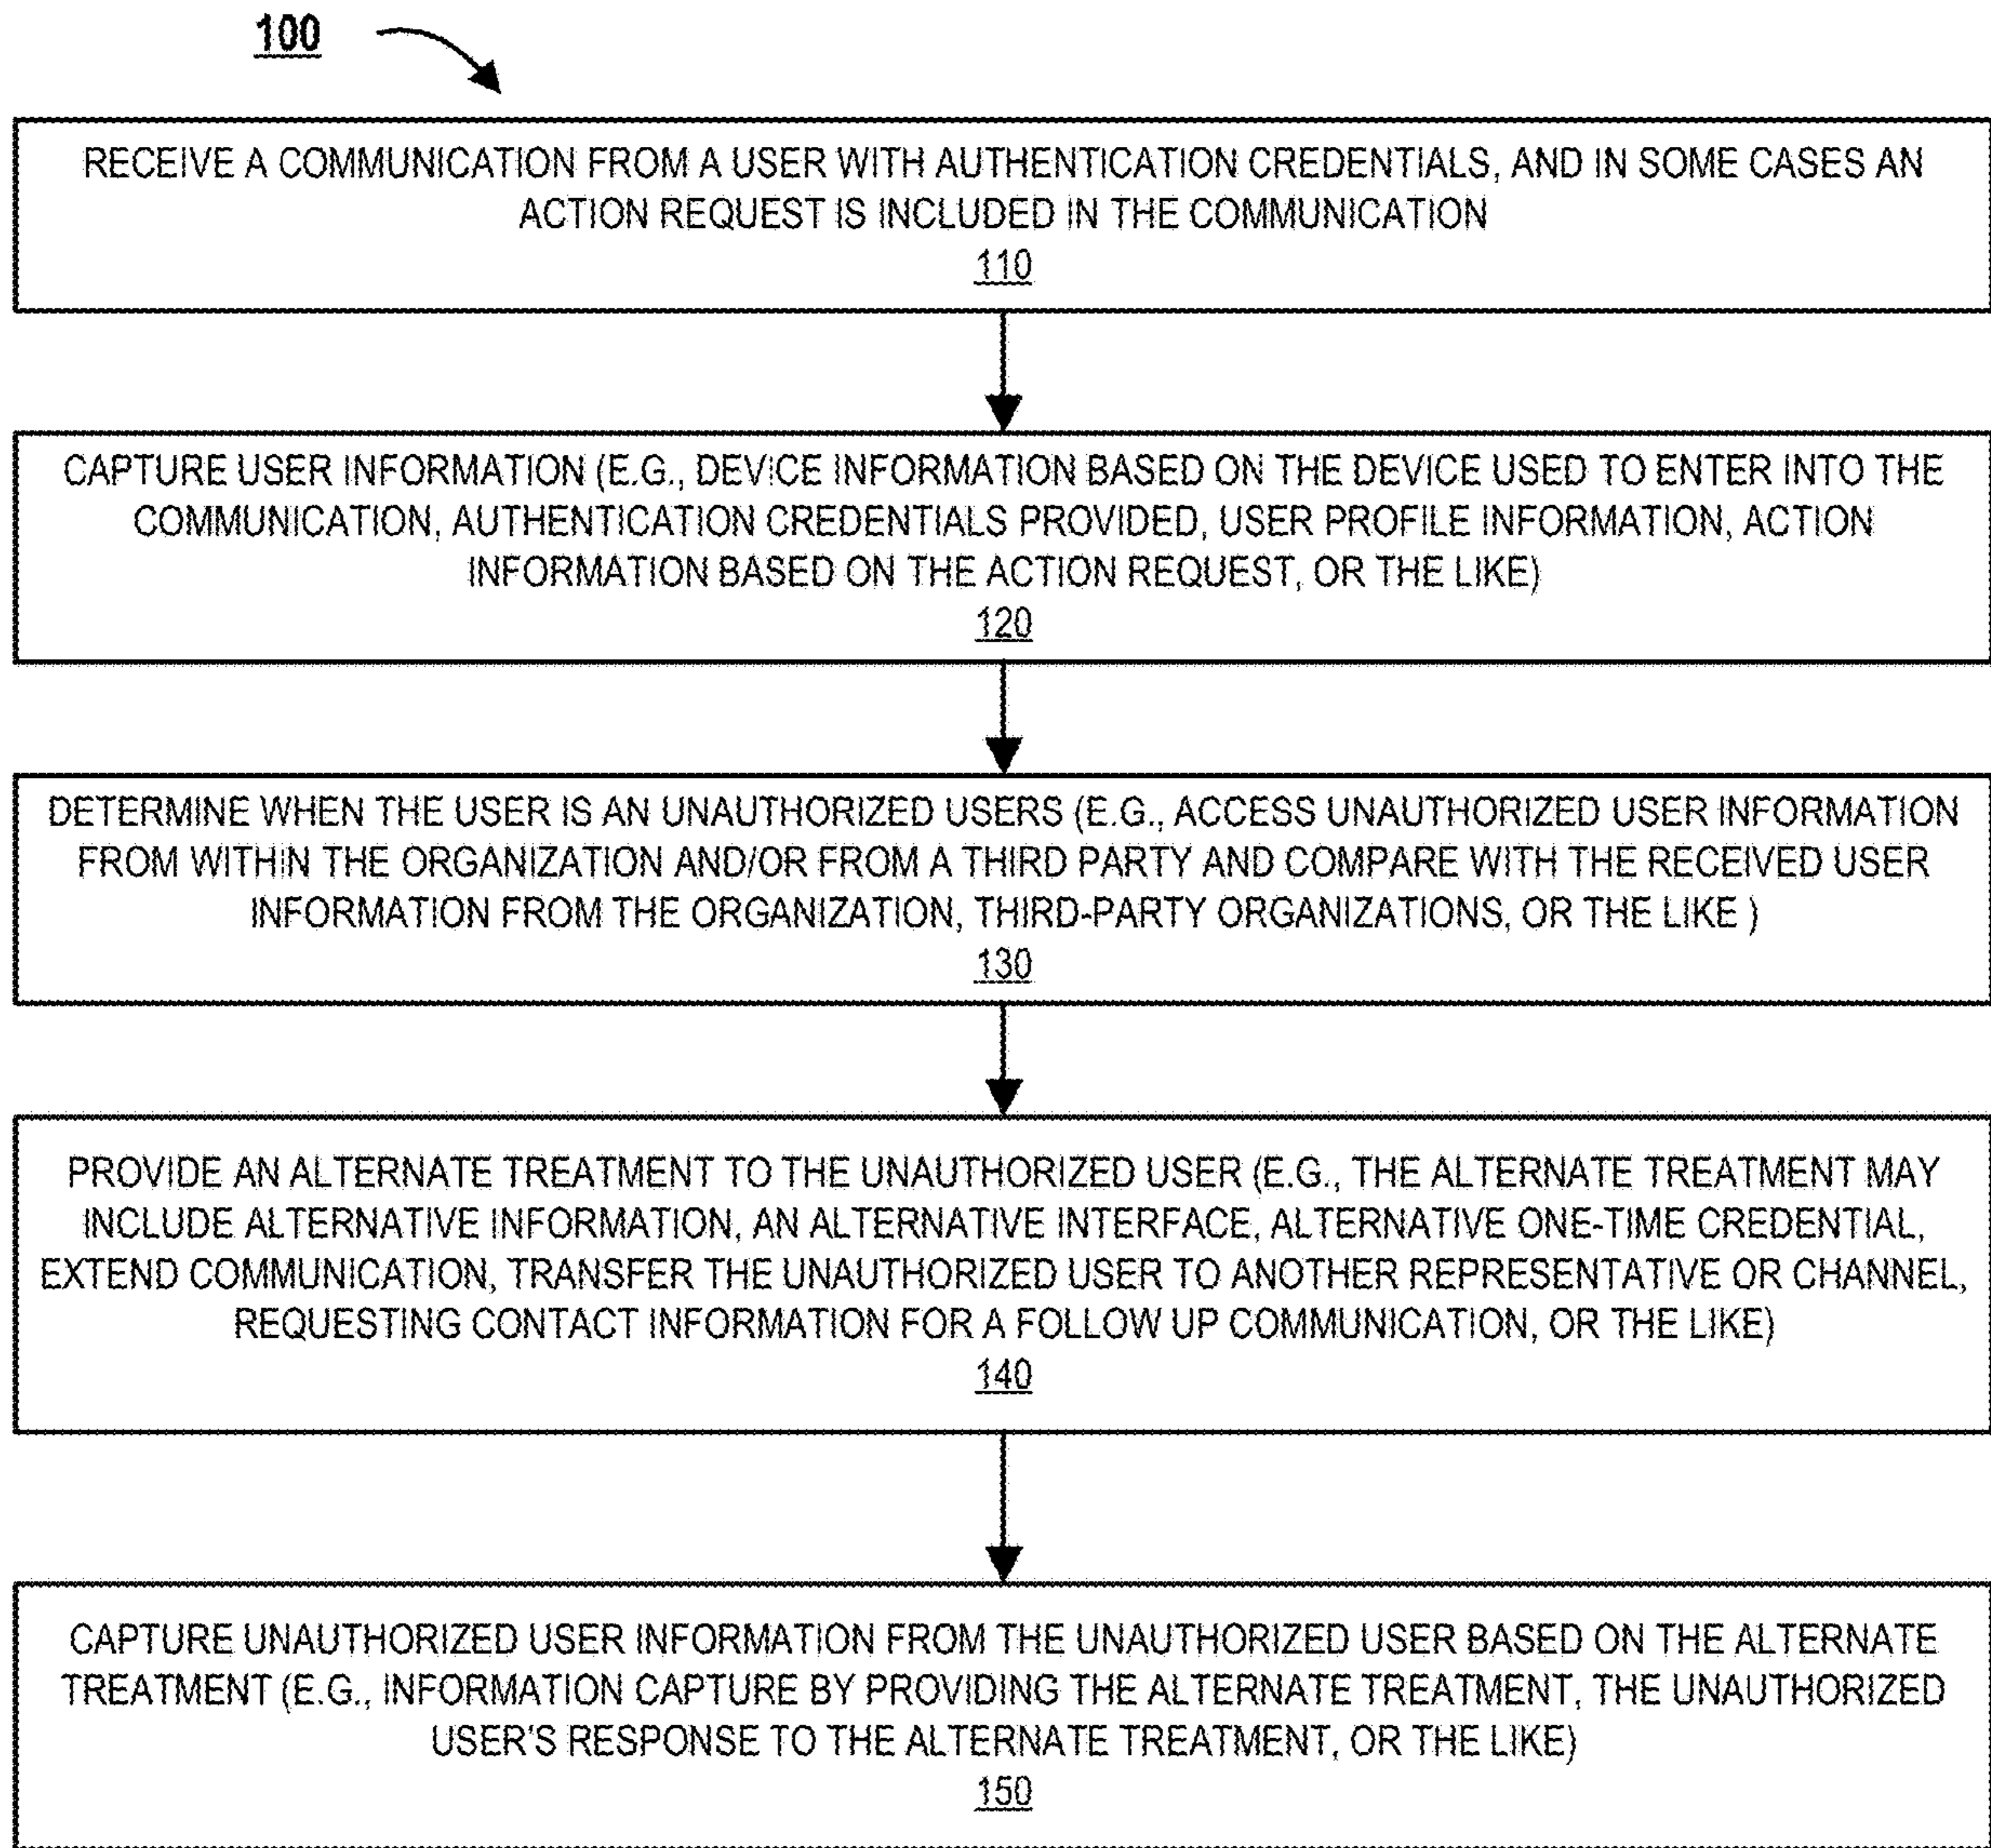 100
RECEIVE A COMMUNICATION FROM A USER WITH AUTHENTICATION CREDENTIALS, AND IN SOME CASES AN
ACTION REQUEST IS INCLUDED IN THE COMMUNICATION
110
CAPTURE USER INFORMATION (E.G., DEVICE INFORMATION BASED ON THE DEVICE USED TO ENTER INTO THE
COMMUNICATION, AUTHENTICATION CREDENTIALS PROVIDED, USER PROFILE INFORMATION, ACTION
INFORMATION BASED ON THE ACTION REQUEST, OR THE LIKE)
120
DETERMINE WHEN THE USER IS AN UNAUTHORIZED USERS (E.G., ACCESS UNAUTHORIZED USER INFORMATION
FROM WITHIN THE ORGANIZATION AND/OR FROM A THIRD PARTY AND COMPARE WITH THE RECEIVED USER
INFORMATION FROM THE ORGANIZATION, THIRD-PARTY ORGANIZATIONS, OR THE LIKE )
130
PROVIDE AN ALTERNATE TREATMENT TO THE UNAUTHORIZED USER (E.G., THE ALTERNATE TREATMENT MAY
INCLUDE ALTERNATIVE INFORMATION, AN ALTERNATIVE INTERFACE, ALTERNATIVE ONE-TIME CREDENTIAL,
EXTEND COMMUNICATION, TRANSFER THE UNAUTHORIZED USER TO ANOTHER REPRESENTATIVE OR CHANNEL,
REQUESTING CONTACT INFORMATION FOR A FOLLOW UP COMMUNICATION, OR THE LIKE)
140
CAPTURE UNAUTHORIZED USER INFORMATION FROM THE UNAUTHORIZED USER BASED ON THE ALTERNATE
TREATMENT (E.G., INFORMATION CAPTURE BY PROVIDING THE ALTERNATE TREATMENT, THE UNAUTHORIZED
USER'S RESPONSE TO THE ALTERNATE TREATMENT, OR THE LIKE)
150